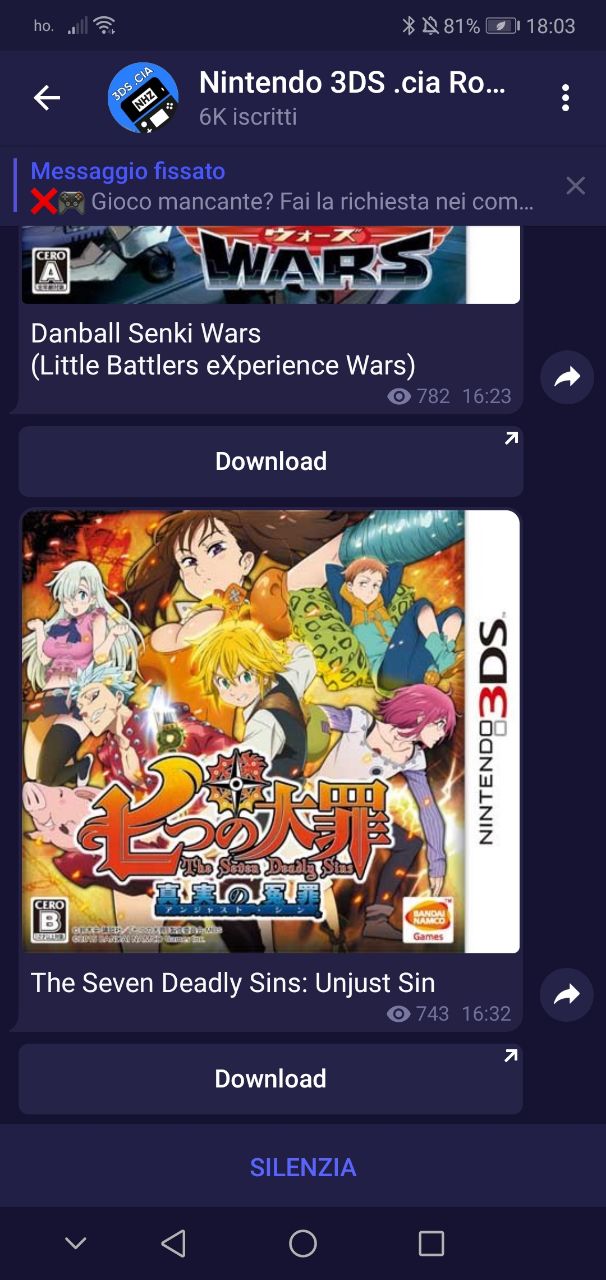 ho. 81% 18:03
3DS .CIA
NHZ
Nintendo 3DS .cia Ro...
6K iscritti
Messaggio fissato
❌🎮 Gioco mancante? Fai la richiesta nei com...
ウォーズ
WARS
CERO
A
Danball Senki Wars
(Little Battlers eXperience Wars)
782 16:23
Download
NINTENDO 3DS
七つの大罪
The Seven Deadly Sins
真実の冤罪
アンジャスト・シン
CERO
B
BANDAI
NAMCO
Games
The Seven Deadly Sins: Unjust Sin
743 16:32
Download
SILENZIA